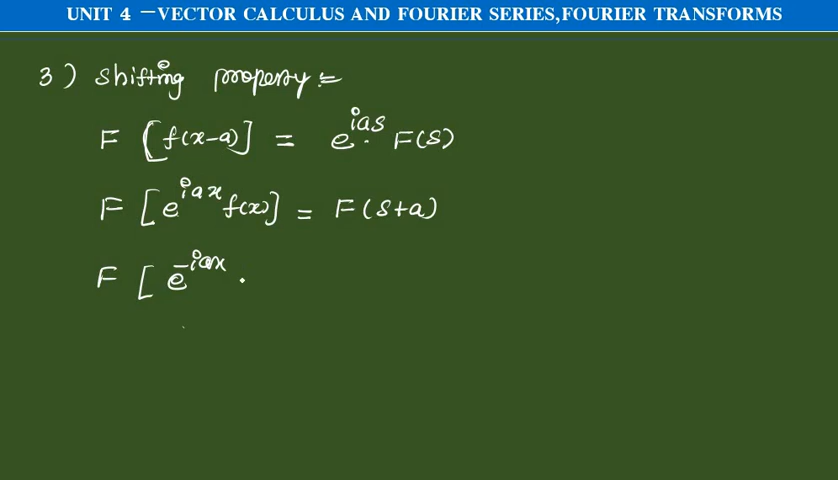 UNIT 4 —VECTOR CALCULUS AND FOURIER SERIES,FOURIER TRANSFORMS
3) Shifting property :=
F [f(x-a)] = e^{ias}. F(s)
F [e^{iax} f(x)] = F(s+a)
F [ e^{-iax} .